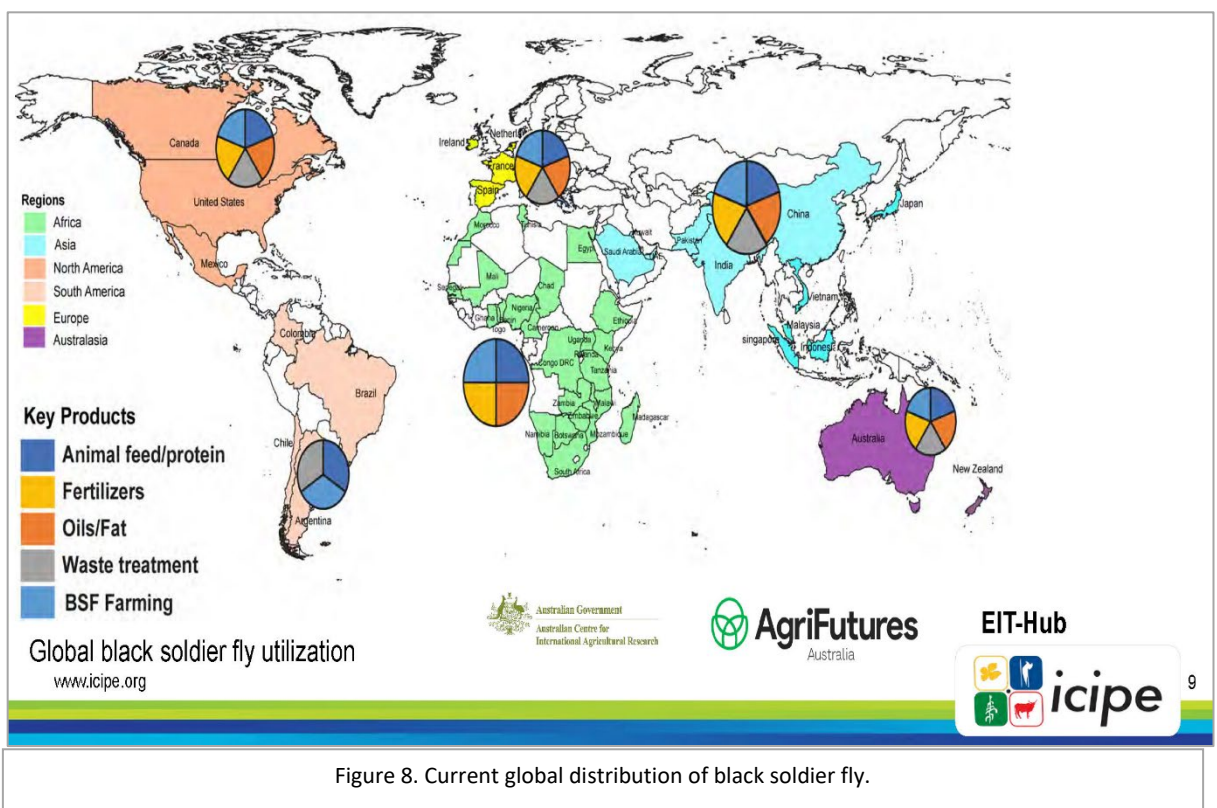 Canada
United States
Mexico
Colombia
Brazil
Chile
Argentina
Ireland
Netherl
France
Spain
Morocco
Tunisia
Egypt
Mali
Chad
Senegal
Nigeria
Ghana
Benin
Togo
Cameroon
Ethiopia
Uganda
Kenya
Rwanda
Congo DRC
Tanzania
Zambia
Malawi
Zimbabwe
Mozambique
Madagascar
Namibia
Botswana
South Africa
Kuwait
Saudi Arabia
UAE
Pakistan
India
China
Japan
Vietnam
Malaysia
singapore
Indonesia
Australia
New Zealand
Regions
Africa
Asia
North America
South America
Europe
Australasia
Key Products
Animal feed/protein
Fertilizers
Oils/Fat
Waste treatment
BSF Farming
Global black soldier fly utilization
www.icipe.org
Australian Government
Australian Centre for
International Agricultural Research
AgriFutures
Australia
EIT-Hub
icipe
9
Figure 8. Current global distribution of black soldier fly.